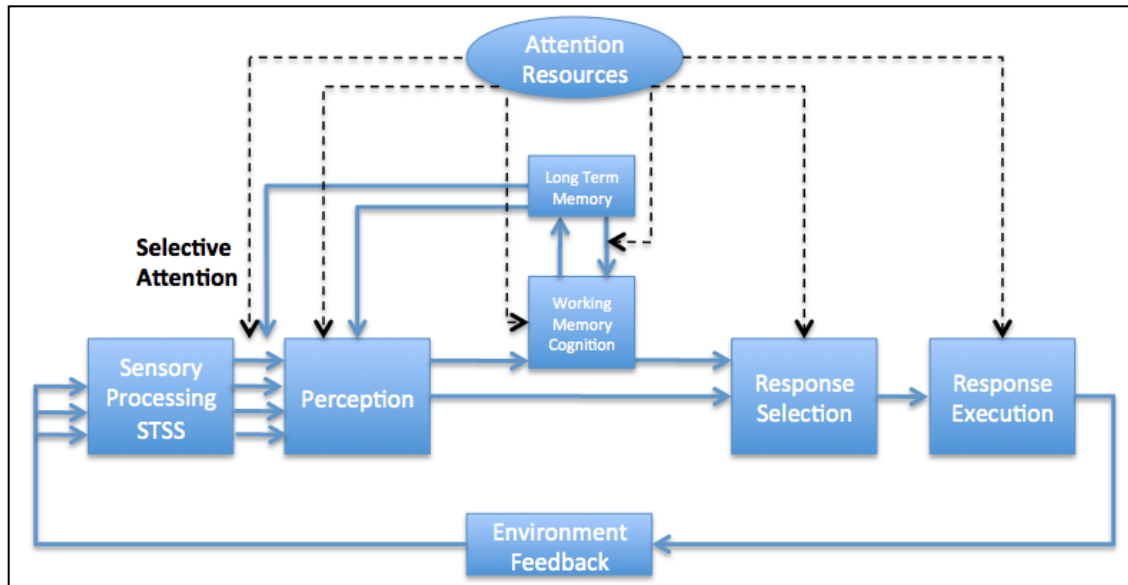 Attention
Resources
Long Term
Memory
Selective
Attention
Working
Memory
Cognition
Sensory
Processing
STSS
Perception
Response
Selection
Response
Execution
Environment
Feedback